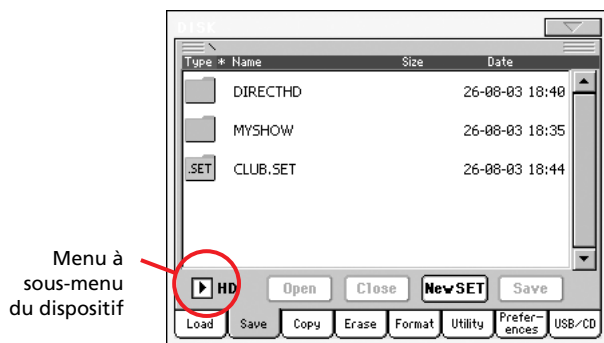 DISK
Type * Name Size Date
DIRECTHD 26-08-03 18:40
MYSHOW 26-08-03 18:35
.SET CLUB.SET 26-08-03 18:44
Menu à
sous-menu
du dispositif
HD Open Close New SET Save
Load Save Copy Erase Format Utility Prefer-
ences USB/CD